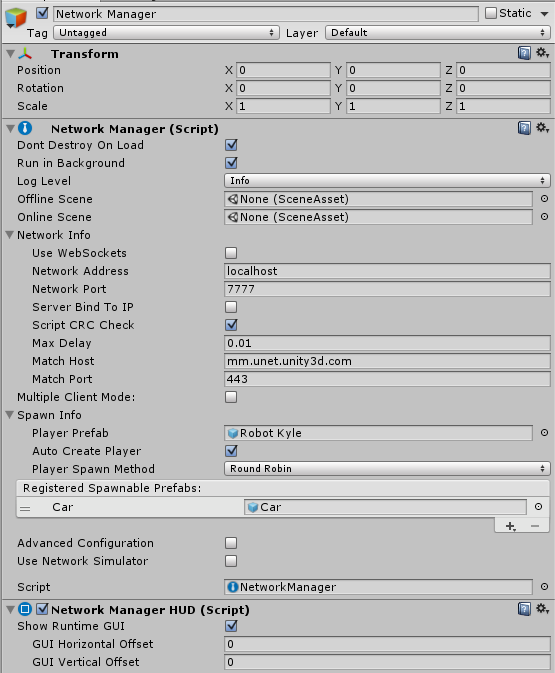 Network Manager Static
Tag Untagged Layer Default
Transform
Position X 0 Y 0 Z 0
Rotation X 0 Y 0 Z 0
Scale X 1 Y 1 Z 1
Network Manager (Script)
Dont Destroy On Load
Run in Background
Log Level Info
Offline Scene None (SceneAsset)
Online Scene None (SceneAsset)
Network Info
Use WebSockets
Network Address localhost
Network Port 7777
Server Bind To IP
Script CRC Check
Max Delay 0.01
Match Host mm.unet.unity3d.com
Match Port 443
Multiple Client Mode:
Spawn Info
Player Prefab Robot Kyle
Auto Create Player
Player Spawn Method Round Robin
Registered Spawnable Prefabs:
Car Car
Advanced Configuration
Use Network Simulator
Script NetworkManager
Network Manager HUD (Script)
Show Runtime GUI
GUI Horizontal Offset 0
GUI Vertical Offset 0